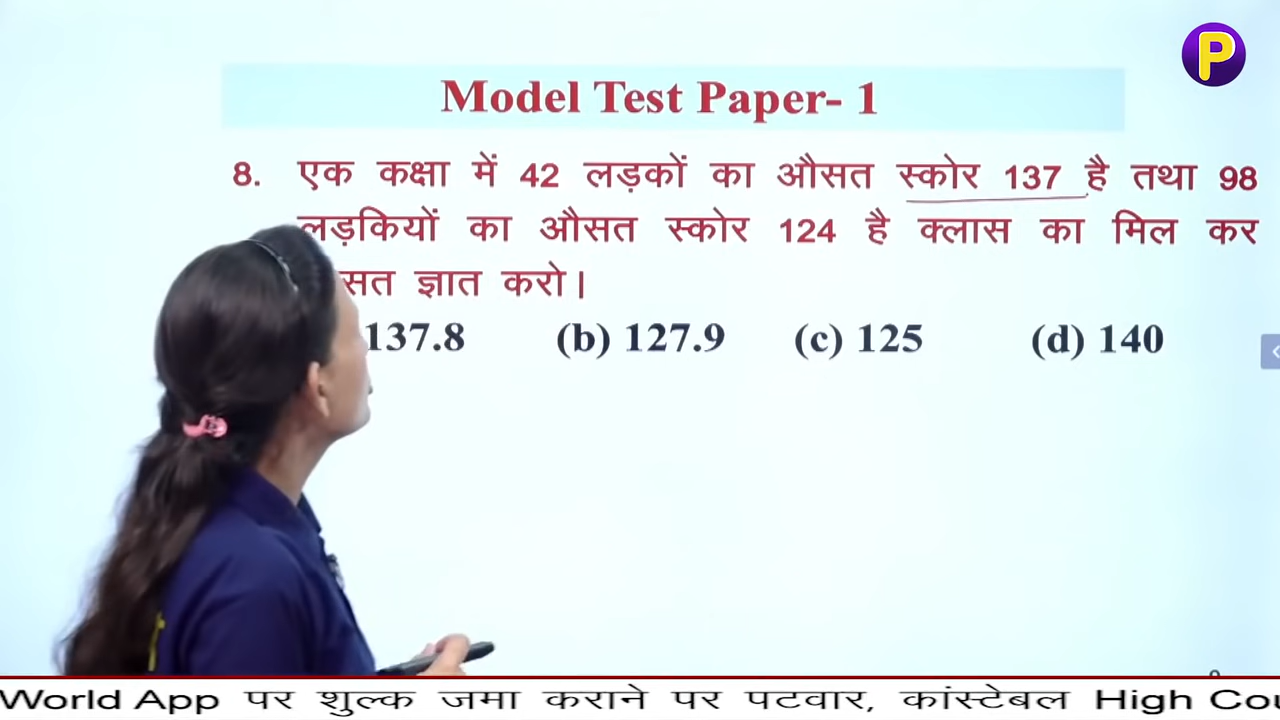 P
Model Test Paper- 1
8. एक कक्षा में 42 लड़कों का औसत स्कोर 137 है तथा 98
लड़कियों का औसत स्कोर 124 है क्लास का मिल कर
ज्ञात करो।
137.8 (b) 127.9 (c) 125 (d) 140
World App पर शुल्क जमा कराने पर पटवार, कांस्टेबल High